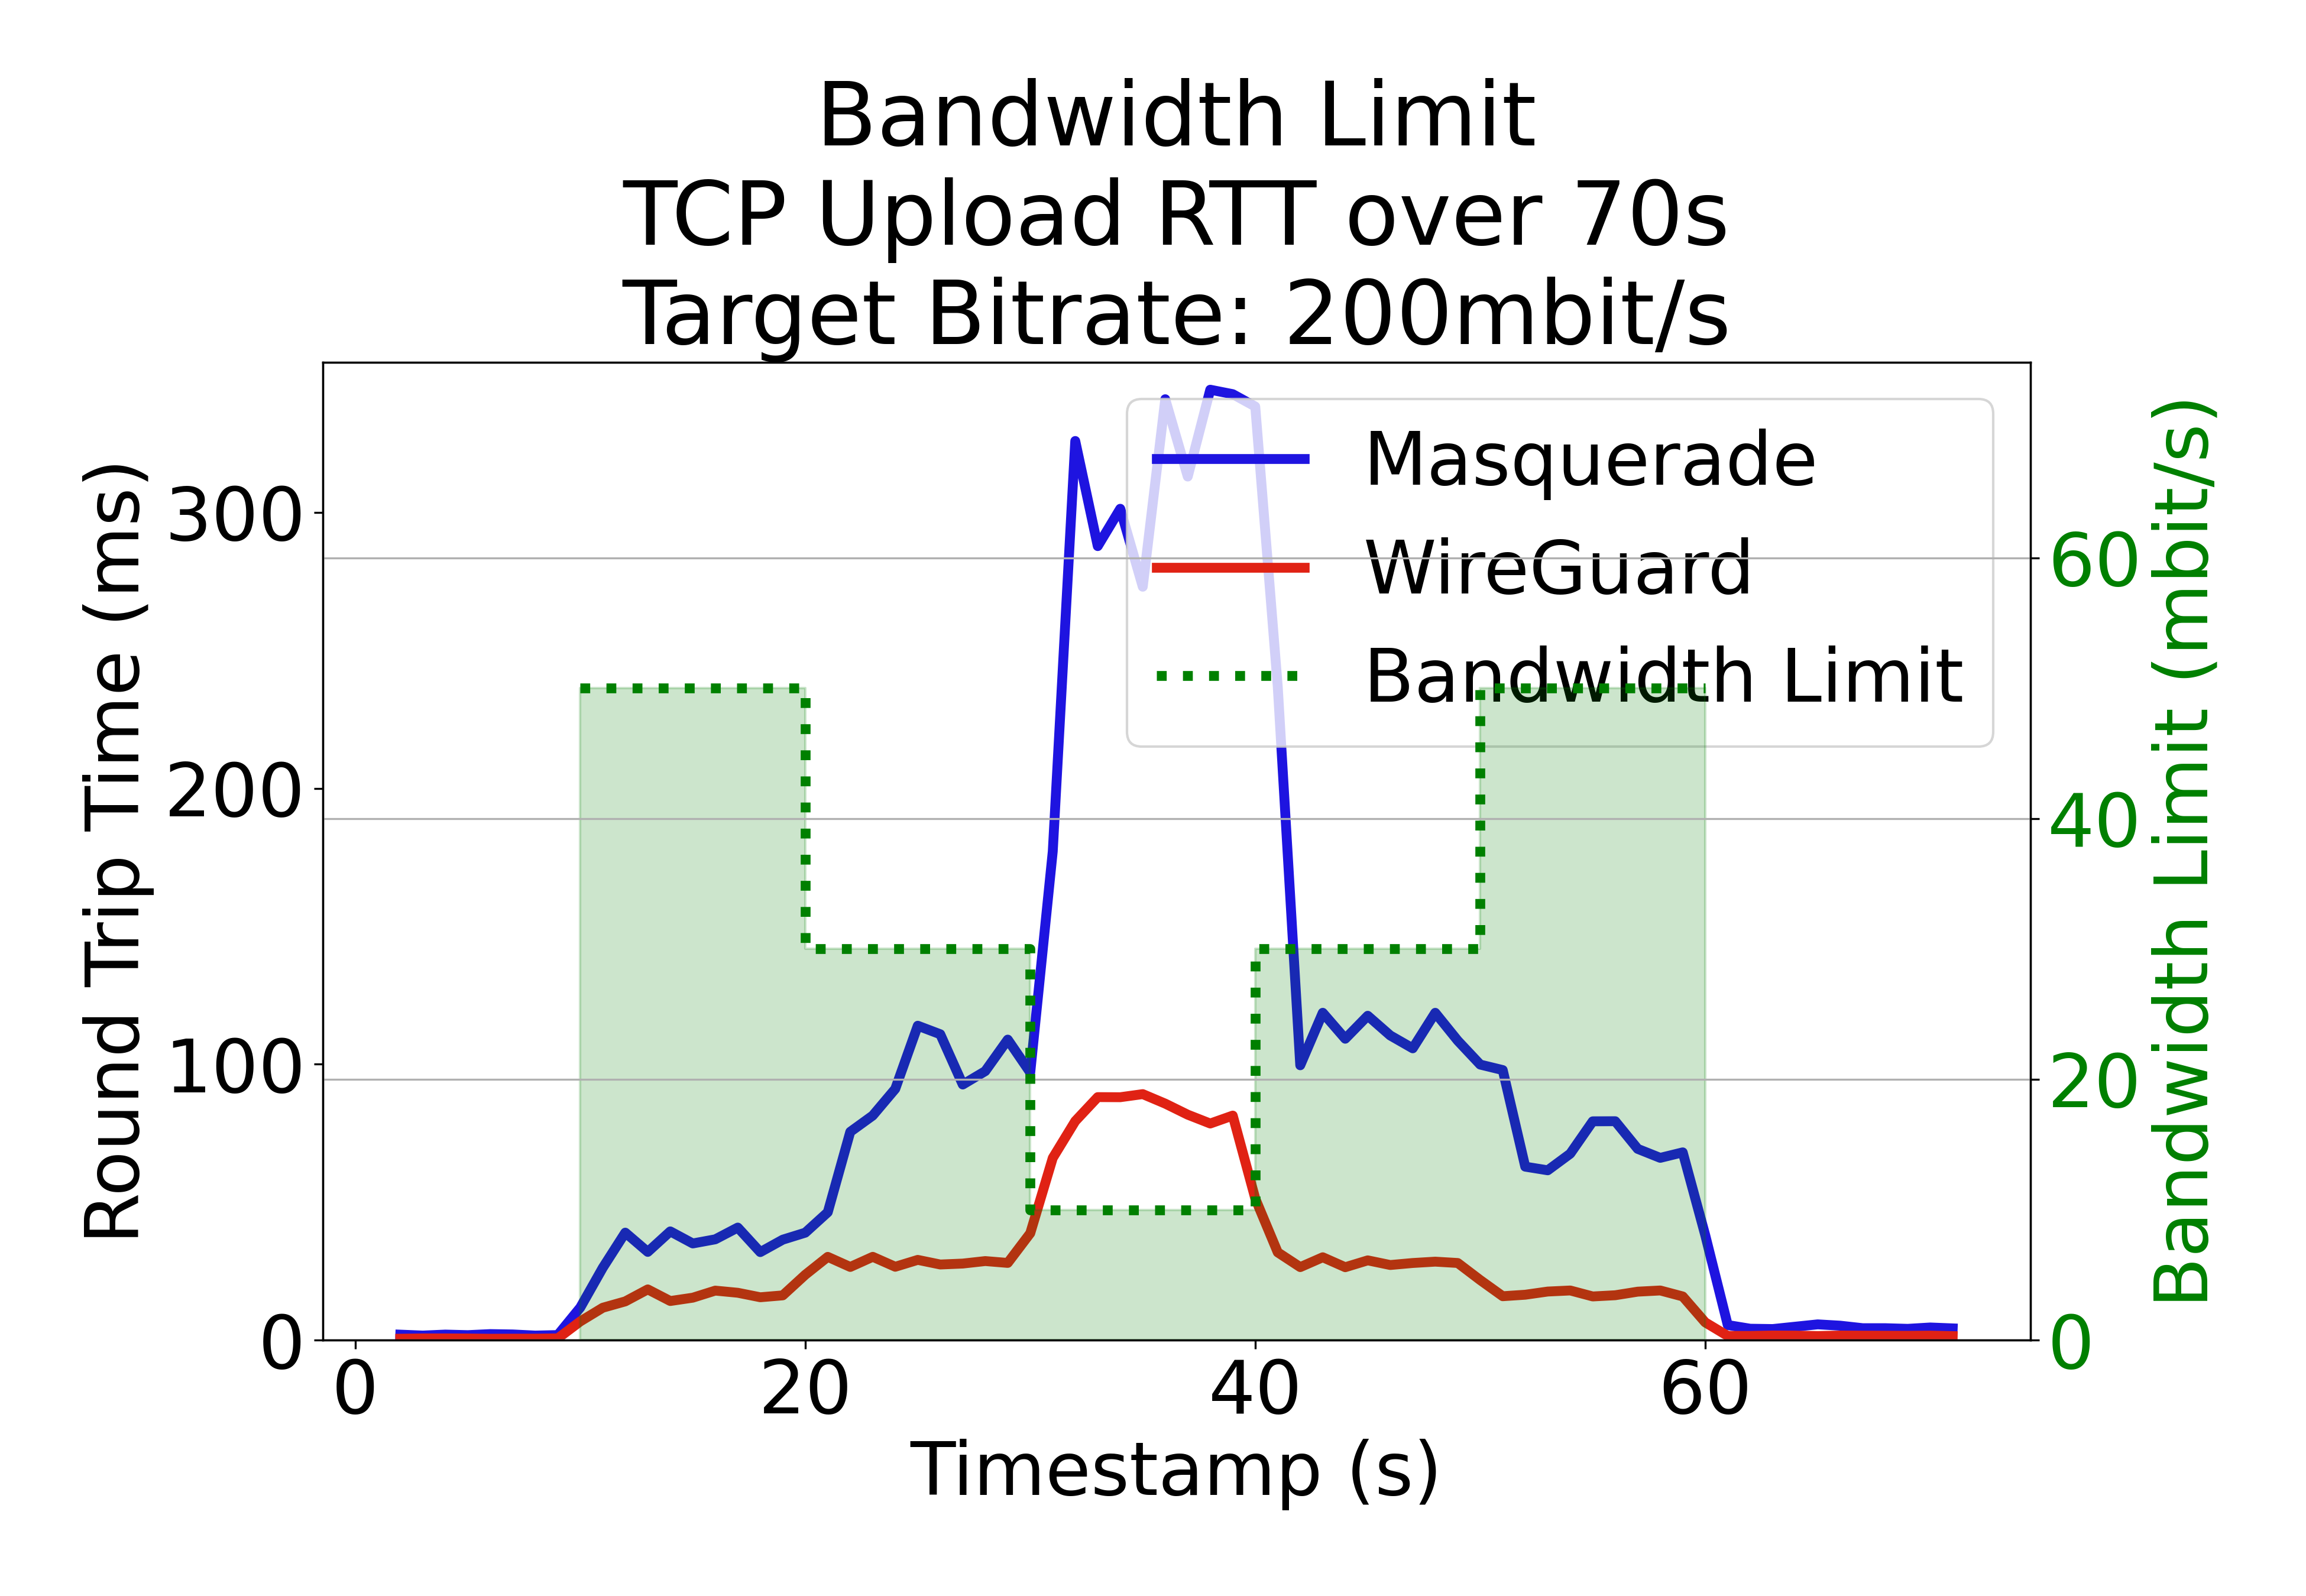 Bandwidth Limit
TCP Upload RTT over 70s
Target Bitrate: 200mbit/s
Round Trip Time (ms)
300
200
100
0
Masquerade
WireGuard
Bandwidth Limit
60
40
20
0
Bandwidth Limit (mbit/s)
0
20
40
60
Timestamp (s)